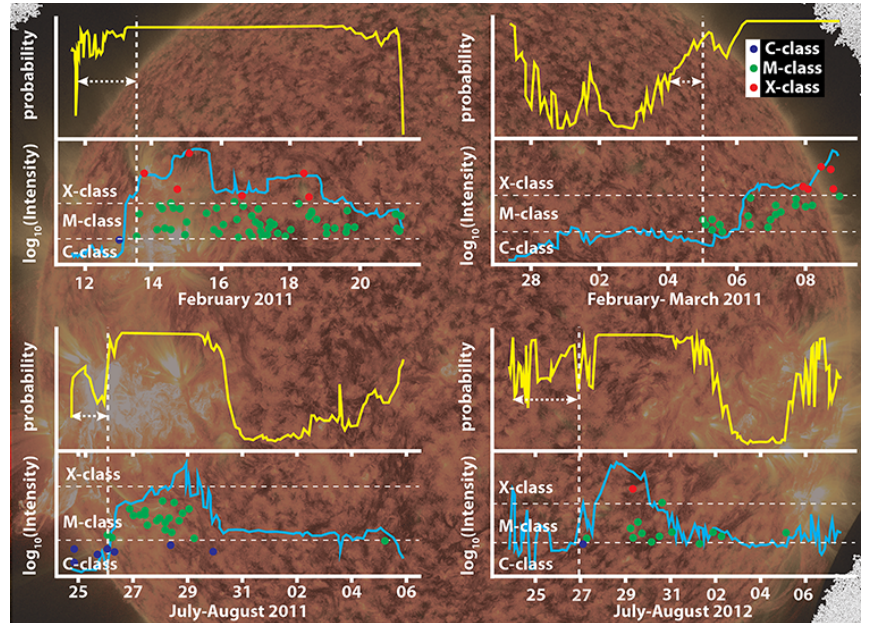 probability
log10(Intensity)
X-class
M-class
C-class
12 14 16 18 20
February 2011
probability
C-class
M-class
X-class
log10(Intensity)
X-class
M-class
C-class
28 02 04 06 08
February- March 2011
probability
log10(Intensity)
X-class
M-class
C-class
25 27 29 31 02 04 06
July-August 2011
probability
log10(Intensity)
X-class
M-class
C-class
25 27 29 31 02 04 06
July-August 2012